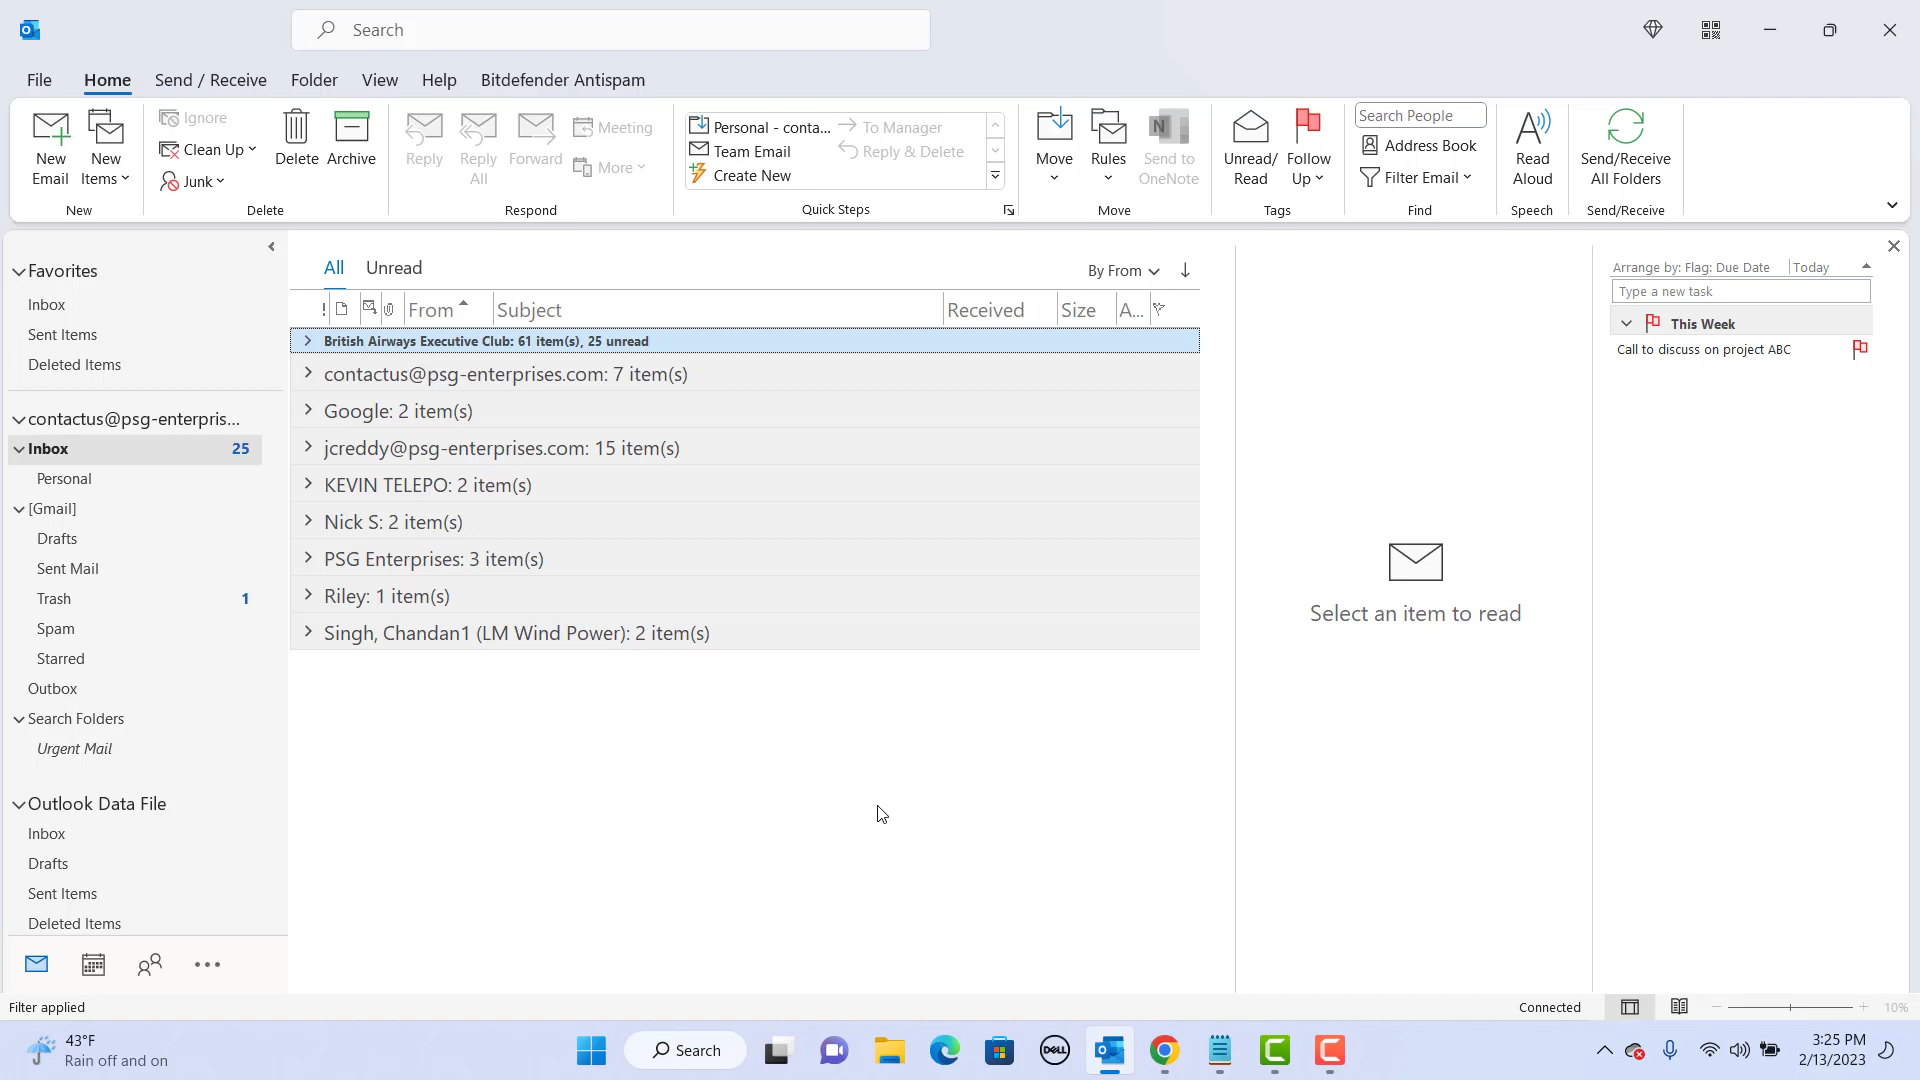 Search
File Home Send / Receive Folder View Help Bitdefender Antispam
New Email
New Items
New
Ignore
Clean Up
Junk
Delete
Archive
Delete
Reply
Reply All
Forward
Meeting
More
Respond
Personal - conta...
Team Email
Create New
To Manager
Reply & Delete
Quick Steps
Move
Rules
Send to OneNote
Move
Unread/ Read
Follow Up
Tags
Search People
Address Book
Filter Email
Find
Read Aloud
Speech
Send/Receive All Folders
Send/Receive
Favorites
Inbox
Sent Items
Deleted Items
contactus@psg-enterpris...
Inbox 25
Personal
[Gmail]
Drafts
Sent Mail
Trash 1
Spam
Starred
Outbox
Search Folders
Urgent Mail
Outlook Data File
Inbox
Drafts
Sent Items
Deleted Items
All Unread By From
! From Subject Received Size A...
British Airways Executive Club: 61 item(s), 25 unread
contactus@psg-enterprises.com: 7 item(s)
Google: 2 item(s)
jcreddy@psg-enterprises.com: 15 item(s)
KEVIN TELEPO: 2 item(s)
Nick S: 2 item(s)
PSG Enterprises: 3 item(s)
Riley: 1 item(s)
Singh, Chandan1 (LM Wind Power): 2 item(s)
Select an item to read
Arrange by: Flag: Due Date Today
Type a new task
This Week
Call to discuss on project ABC
Filter applied
Connected
10%
43°F
Rain off and on
Search
DELL
3:25 PM
2/13/2023